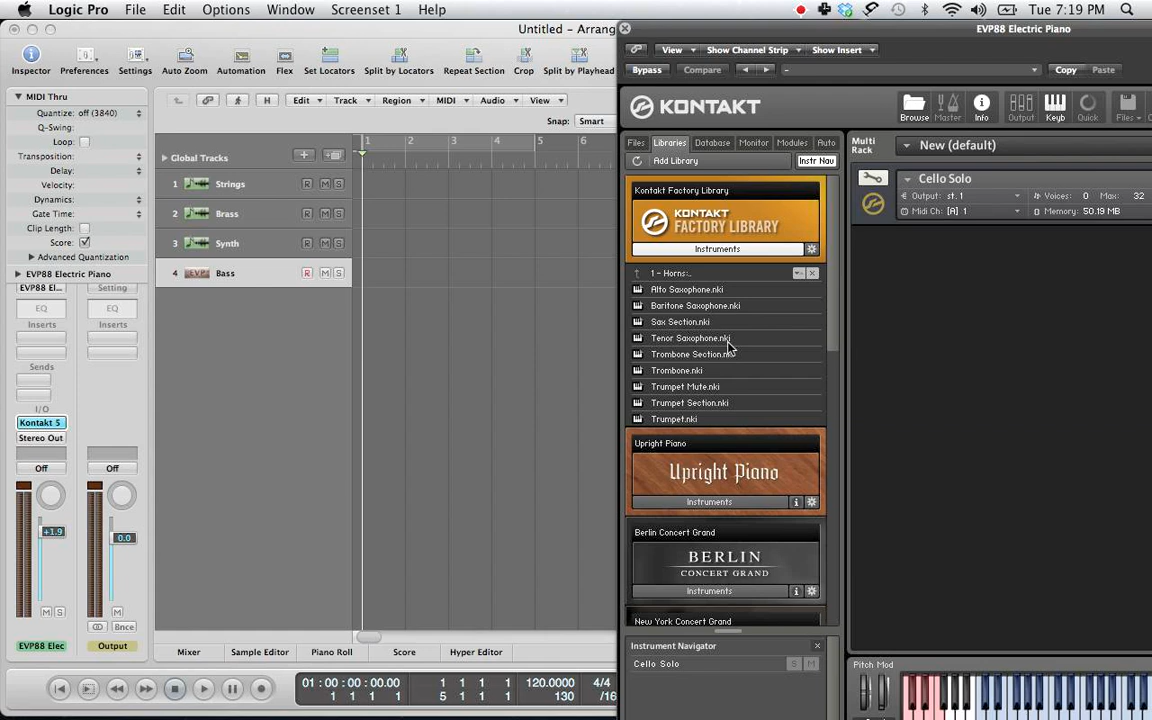 Logic Pro File Edit Options Audio Window Screenset 1 Help Tue 7:19 PM
Untitled - Arrang
EVP88 Electric Piano
Inspector Preferences Settings Auto Zoom Automation Flex Set Locators Split by Locators Repeat Section Crop Split by Playhead
View Show Channel Strip Show Insert
Bypass Compare - Copy Paste
MIDI Thru
Quantize: off (3840)
Q-Swing:
Loop:
Transposition:
Delay:
Velocity:
Dynamics:
Gate Time:
Clip Length:
Score:
Advanced Quantization
EVP88 Electric Piano
H Edit Track Region MIDI Audio View
Snap: Smart
1 2 3 4 5 6
Global Tracks
1 Strings R M S
2 Brass R M S
3 Synth R M S
4 EVP Bass R M S
EVP88 El... Setting
EQ EQ
Inserts Inserts
Sends
I/O
Kontakt 5
Stereo Out
Off Off
+1.9 0.0
M S M
Bnce
EVP88 Elec Output
Mixer Sample Editor Piano Roll Score Hyper Editor
01 : 00 : 00 : 00.00
1 1 1 1
1 1 1 1
5 1 1 1
120.0000
130
4/4
/16
KONTAKT
Browse Master Info Output Keyb Quick Files
Files Libraries Database Monitor Modules Auto
Add Library Instr Nav
Kontakt Factory Library
KONTAKT
FACTORY LIBRARY
Instruments
1 - Horns:..
Alto Saxophone.nki
Baritone Saxophone.nki
Sax Section.nki
Tenor Saxophone.nki
Trombone Section.nki
Trombone.nki
Trumpet Mute.nki
Trumpet Section.nki
Trumpet.nki
Upright Piano
Upright Piano
Instruments
Berlin Concert Grand
BERLIN
CONCERT GRAND
Instruments
New York Concert Grand
Instrument Navigator
Cello Solo S M
Multi
Rack
New (default)
Cello Solo
Output: st. 1 Voices: 0 Max: 32
Midi Ch: [A] 1 Memory: 50.19 MB
Pitch Mod